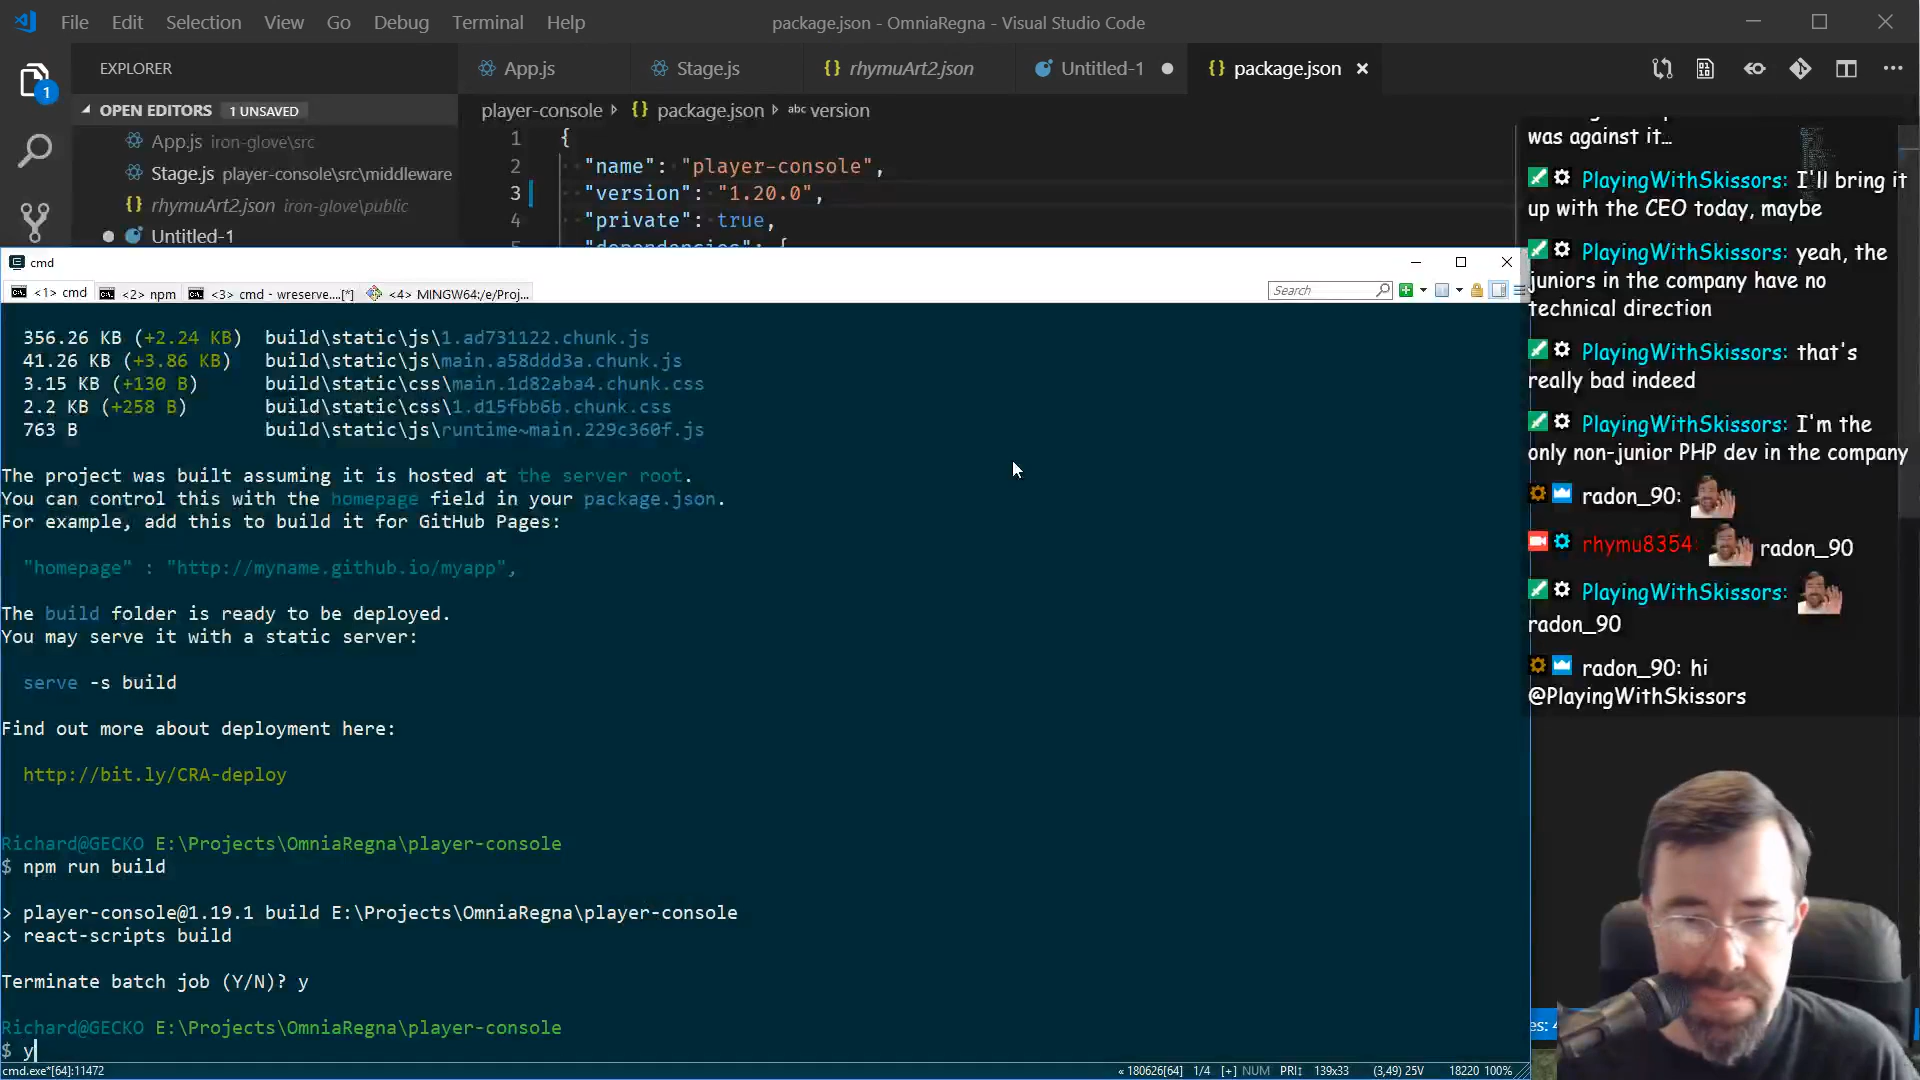 File Edit Selection View Go Debug Terminal Help
package.json - OmniaRegna - Visual Studio Code
EXPLORER
App.js
Stage.js
rhymuArt2.json
Untitled-1
package.json
OPEN EDITORS 1 UNSAVED
App.js iron-glove\src
Stage.js player-console\src\middleware
rhymuArt2.json iron-glove\public
Untitled-1
1
player-console
{} package.json
abc version
1 {
2 "name": "player-console",
3 "version": "1.20.0",
4 "private": true,
5 "dependencies": {
cmd
<1> cmd
<2> npm
<3> cmd - wreserve....[*]
<4> MINGW64:/e/Proj...
Search
356.26 KB (+2.24 KB) build\static\js\1.ad731122.chunk.js
41.26 KB (+3.86 KB) build\static\js\main.a58ddd3a.chunk.js
3.15 KB (+130 B) build\static\css\main.1d82aba4.chunk.css
2.2 KB (+258 B) build\static\css\1.d15fbb6b.chunk.css
763 B build\static\js\runtime~main.229c360f.js
The project was built assuming it is hosted at the server root.
You can control this with the homepage field in your package.json.
For example, add this to build it for GitHub Pages:
"homepage" : "http://myname.github.io/myapp",
The build folder is ready to be deployed.
You may serve it with a static server:
serve -s build
Find out more about deployment here:
http://bit.ly/CRA-deploy
Richard@GECKO E:\Projects\OmniaRegna\player-console
$ npm run build
> player-console@1.19.1 build E:\Projects\OmniaRegna\player-console
> react-scripts build
Terminate batch job (Y/N)? y
Richard@GECKO E:\Projects\OmniaRegna\player-console
$ y
cmd.exe*[64]:11472
« 180626[64] 1/4 [+] NUM PRI↕ 139x33 (3,49) 25V 18220 100%
was against it...
PlayingWithSkissors: I'll bring it
up with the CEO today, maybe
PlayingWithSkissors: yeah, the
juniors in the company have no
technical direction
PlayingWithSkissors: that's
really bad indeed
PlayingWithSkissors: I'm the
only non-junior PHP dev in the company
radon_90:
rhymu8354: radon_90
PlayingWithSkissors:
radon_90
radon_90: hi
@PlayingWithSkissors
es: 4